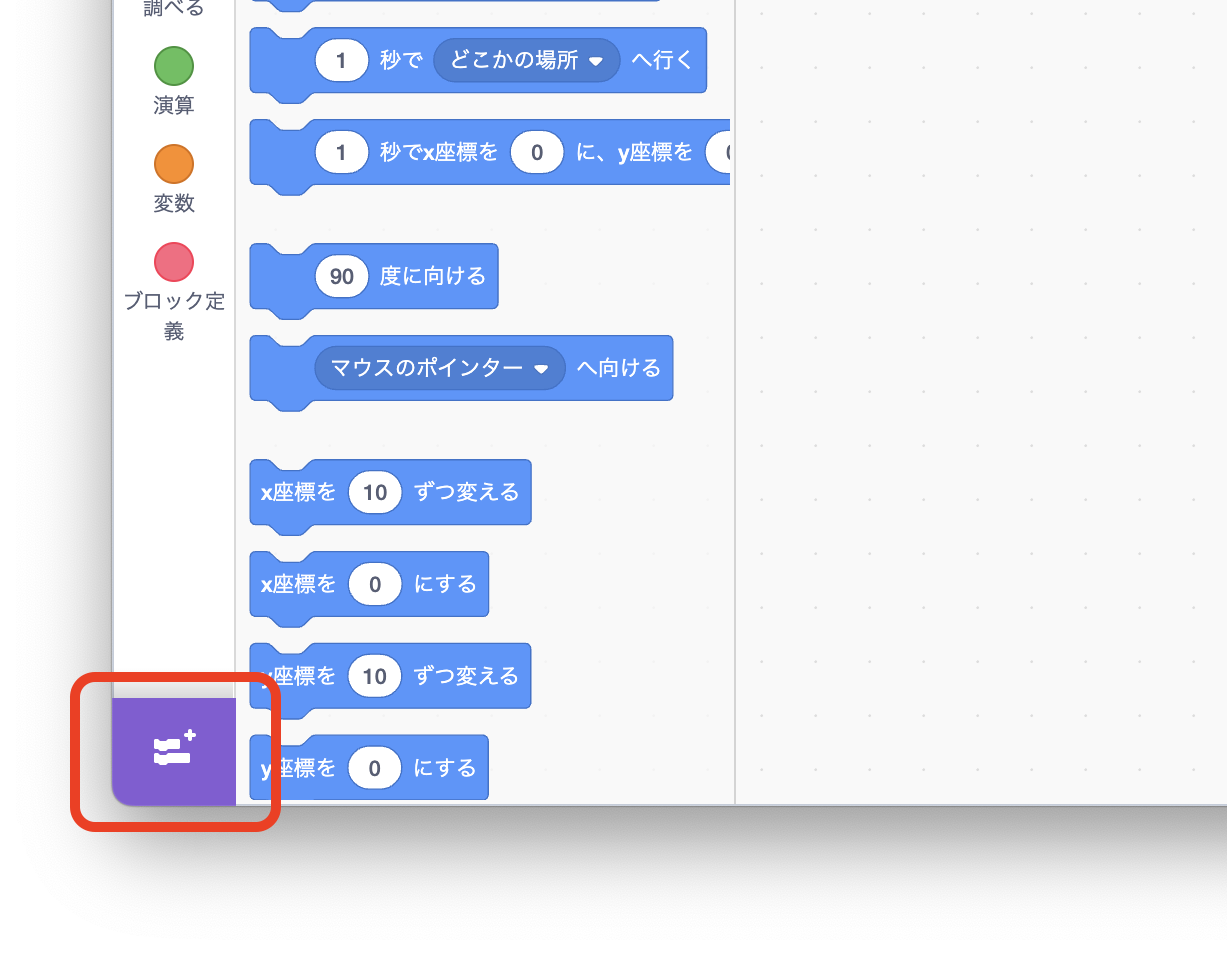 調べる
演算
変数
ブロック定
義
1 秒で どこかの場所 へ行く
1 秒でx座標を 0 に、y座標を
90 度に向ける
マウスのポインター へ向ける
x座標を 10 ずつ変える
x座標を 0 にする
y座標を 10 ずつ変える
y座標を 0 にする